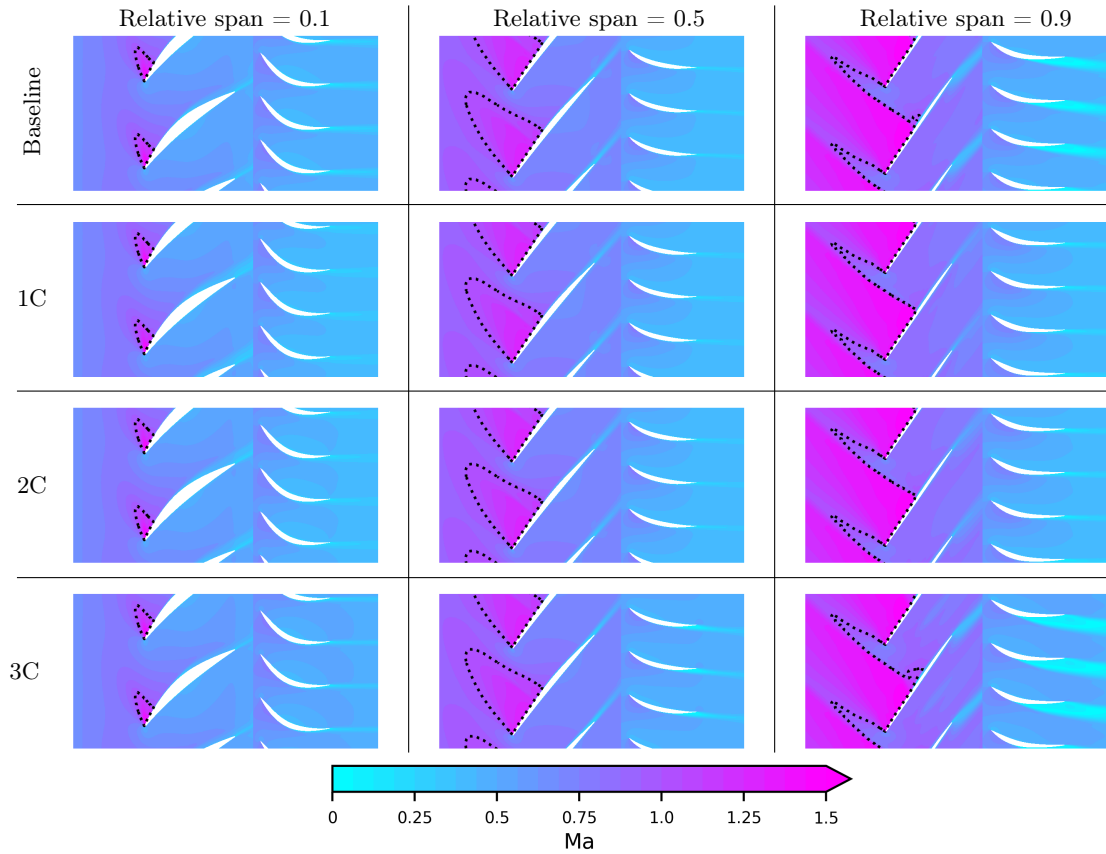 Relative span = 0.1
Relative span = 0.5
Relative span = 0.9
Baseline
1C
2C
3C
0 0.25 0.5 0.75 1.0 1.25 1.5
Ma